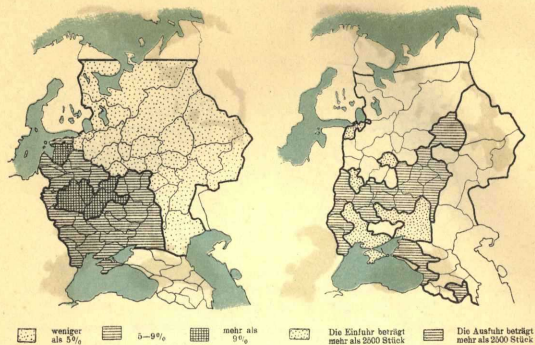 weniger
als 5%
5–9%
mehr als
9%
Die Einfuhr beträgt
mehr als 2500 Stück
Die Ausfuhr beträgt
mehr als 2500 Stück